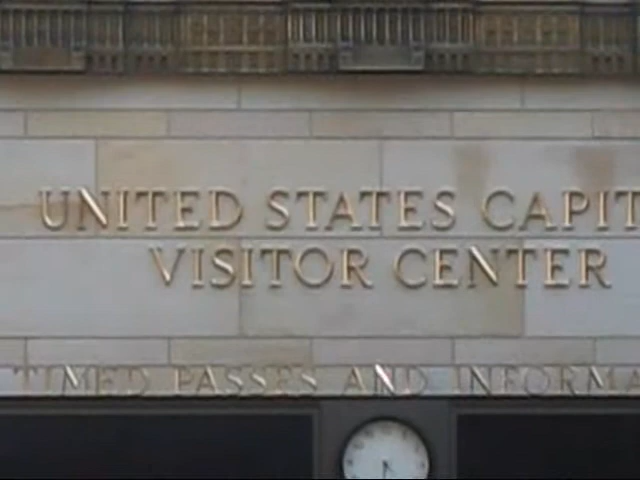 UNITED STATES CAPIT
VISITOR CENTER
TIMED PASSES AND INFORMA